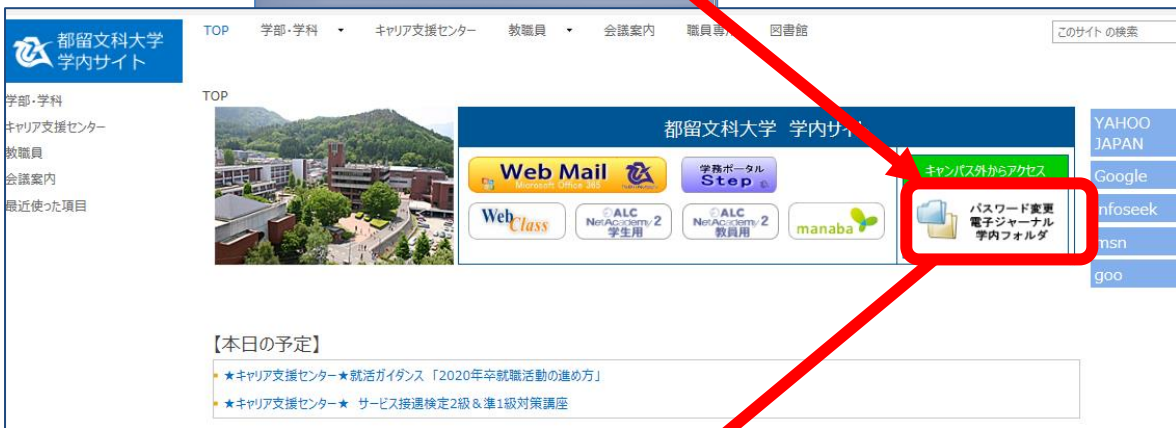 都留文科大学
学内サイト
TOP 学部・学科 キャリア支援センター 教職員 会議案内 職員専 図書館
このサイト の検索
学部・学科
キャリア支援センター
教職員
会議案内
最近使った項目
TOP
都留文科大学 学内サイ
Web Mail
Microsoft Office 365
学務ポータル
Step
キャンパス外からアクセス
WebClass
ALC
NetAcademy 2
学生用
ALC
NetAcademy 2
教員用
manaba
パスワード変更
電子ジャーナル
学内フォルダ
YAHOO
JAPAN
Google
infoseek
msn
goo
【本日の予定】
★キャリア支援センター★就活ガイダンス「2020年卒就職活動の進め方」
★キャリア支援センター★ サービス接遇検定2級＆準1級対策講座